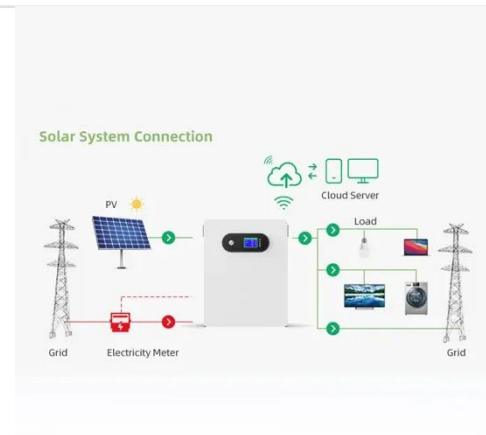 Solar System Connection
PV
Cloud Server
Load
Grid
Electricity Meter
Grid